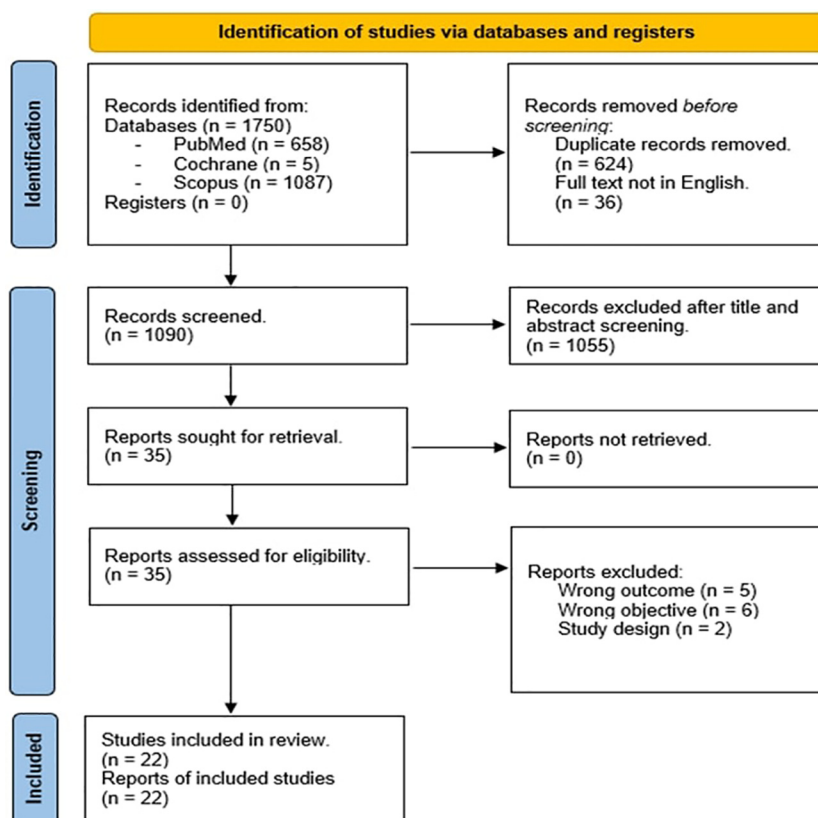 Identification of studies via databases and registers
Identification
Records identified from:
Databases (n = 1750)
- PubMed (n = 658)
- Cochrane (n = 5)
- Scopus (n = 1087)
Registers (n = 0)
Records removed before
screening:
Duplicate records removed.
(n = 624)
Full text not in English.
(n = 36)
Screening
Records screened.
(n = 1090)
Records excluded after title and
abstract screening.
(n = 1055)
Reports sought for retrieval.
(n = 35)
Reports not retrieved.
(n = 0)
Reports assessed for eligibility.
(n = 35)
Reports excluded:
Wrong outcome (n = 5)
Wrong objective (n = 6)
Study design (n = 2)
Included
Studies included in review.
(n = 22)
Reports of included studies
(n = 22)